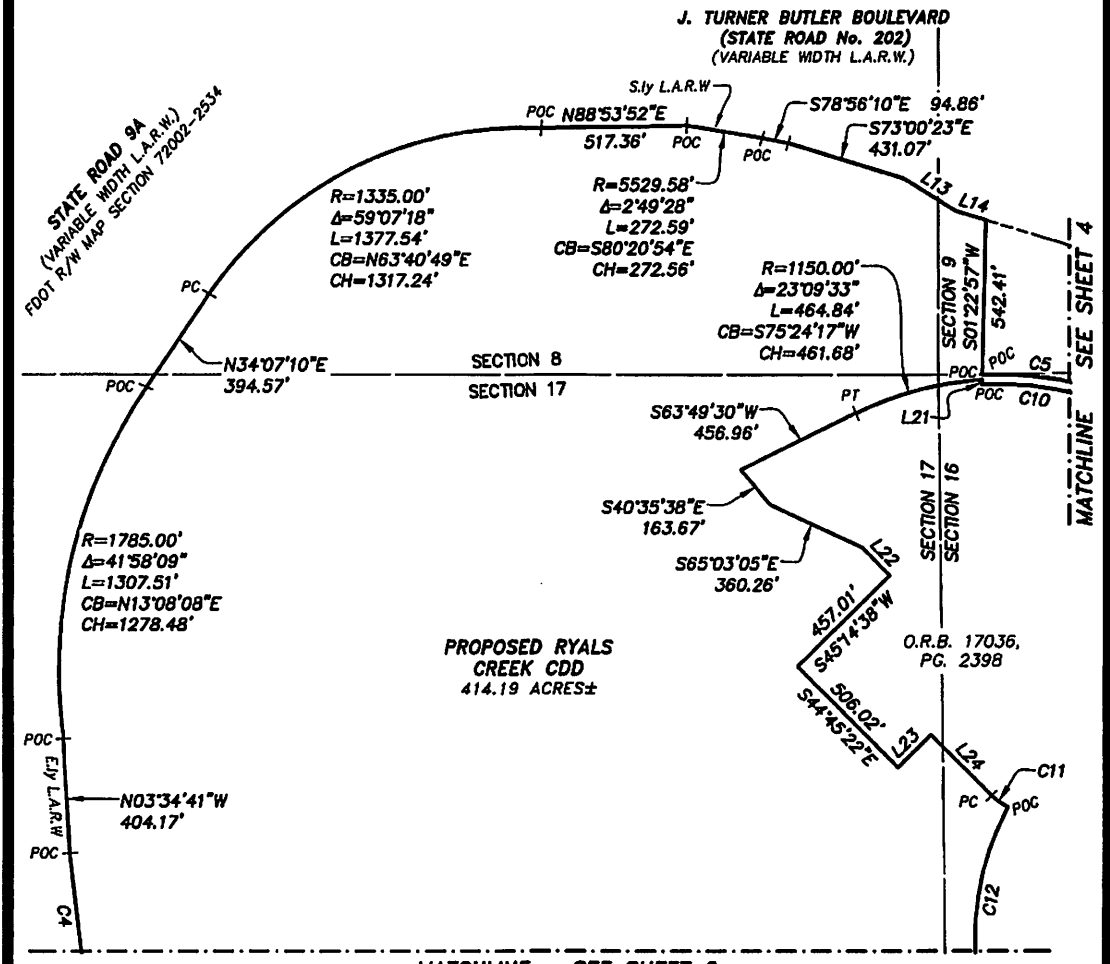 J. TURNER BUTLER BOULEVARD
(STATE ROAD No. 202)
(VARIABLE WIDTH L.A.R.W.)
STATE ROAD 9A
(VARIABLE WIDTH L.A.R.W.)
FDOT R/W MAP SECTION 72002-2534
POC
N88°53'52"E
517.36'
S.ly L.A.R.W
POC
POC
S78°56'10"E 94.86'
S73°00'23"E
431.07'
L13
L14
R=1335.00'
Δ=59°07'18"
L=1377.54'
CB=N63°40'49"E
CH=1317.24'
R=5529.58'
Δ=2°49'28"
L=272.59'
CB=S80°20'54"E
CH=272.56'
R=1150.00'
Δ=23°09'33"
L=464.84'
CB=S75°24'17"W
CH=461.68'
SECTION 9
S01°22'57"W
542.41'
MATCHLINE SEE SHEET 4
PC
N34°07'10"E
394.57'
POC
SECTION 8
SECTION 17
POC
POC
C5
POC
C10
L21
PT
S63°49'30"W
456.96'
S40°35'38"E
163.67'
S65°03'05"E
360.26'
L22
SECTION 17
SECTION 16
R=1785.00'
Δ=41°58'09"
L=1307.51'
CB=N13°08'08"E
CH=1278.48'
457.01'
S45°14'38"W
O.R.B. 17036,
PG. 2398
PROPOSED RYALS
CREEK CDD
414.19 ACRES±
506.02'
S44°45'22"E
L23
L24
C11
PC
POC
POC
E.ly L.A.R.W
N03°34'41"W
404.17'
POC
C4
C12